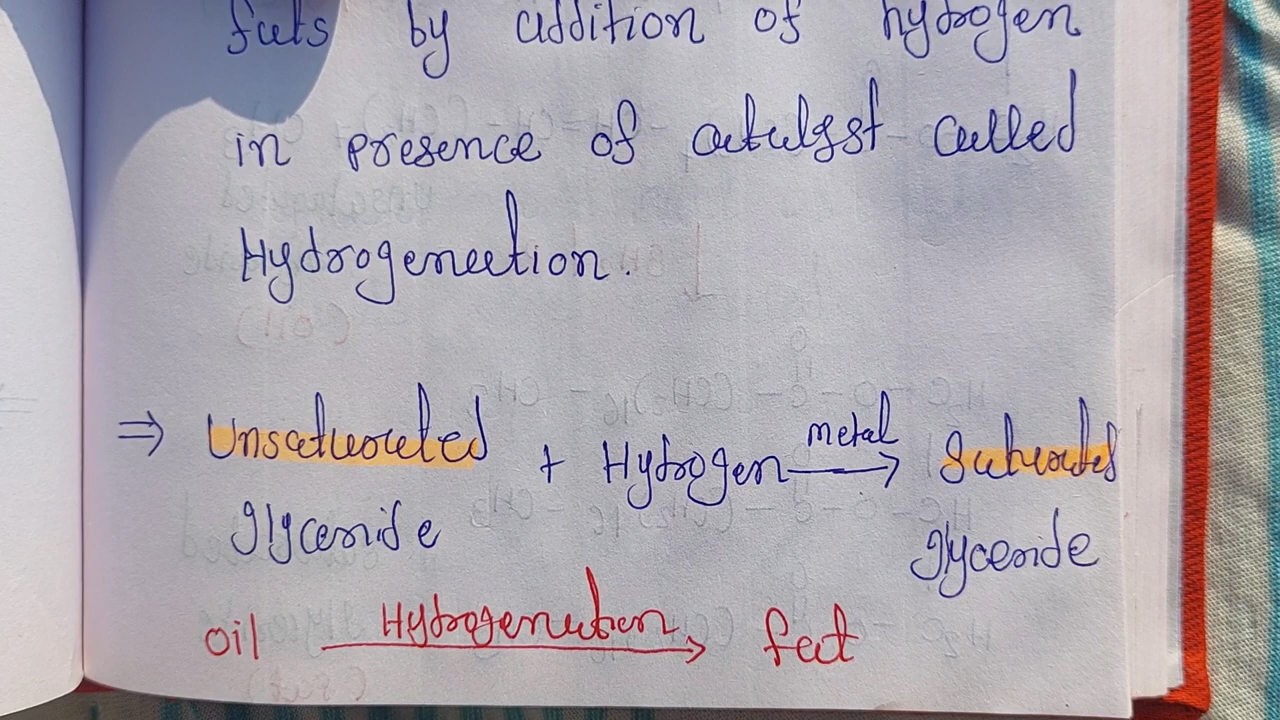 fats by addition of hydrogen
in presence of catalyst called
Hydrogenation.
⇒ Unsaturated glyceride + Hydrogen metal → Saturated glyceride
oil Hydrogenation → fat